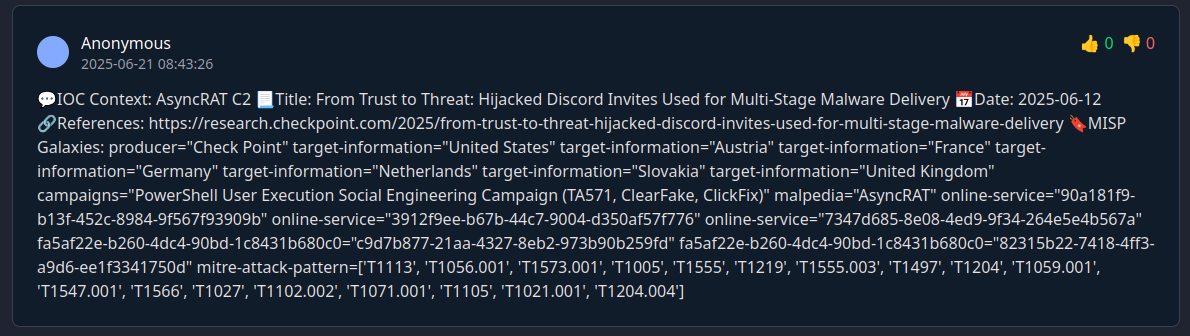 Anonymous
👍 0 👎 0
2025-06-21 08:43:26
💬IOC Context: AsyncRAT C2 📃Title: From Trust to Threat: Hijacked Discord Invites Used for Multi-Stage Malware Delivery 📅Date: 2025-06-12
🔗References: https://research.checkpoint.com/2025/from-trust-to-threat-hijacked-discord-invites-used-for-multi-stage-malware-delivery 🔖MISP
Galaxies: producer="Check Point" target-information="United States" target-information="Austria" target-information="France" target-
information="Germany" target-information="Netherlands" target-information="Slovakia" target-information="United Kingdom"
campaigns="PowerShell User Execution Social Engineering Campaign (TA571, ClearFake, ClickFix)" malpedia="AsyncRAT" online-service="90a181f9-
b13f-452c-8984-9f567f93909b" online-service="3912f9ee-b67b-44c7-9004-d350af57f776" online-service="7347d685-8e08-4ed9-9f34-264e5e4b567a"
fa5af22e-b260-4dc4-90bd-1c8431b680c0="c9d7b877-21aa-4327-8eb2-973b90b259fd" fa5af22e-b260-4dc4-90bd-1c8431b680c0="82315b22-7418-4ff3-
a9d6-ee1f3341750d" mitre-attack-pattern=['T1113', 'T1056.001', 'T1573.001', 'T1005', 'T1555', 'T1219', 'T1555.003', 'T1497', 'T1204', 'T1059.001',
'T1547.001', 'T1566', 'T1027', 'T1102.002', 'T1071.001', 'T1105', 'T1021.001', 'T1204.004']